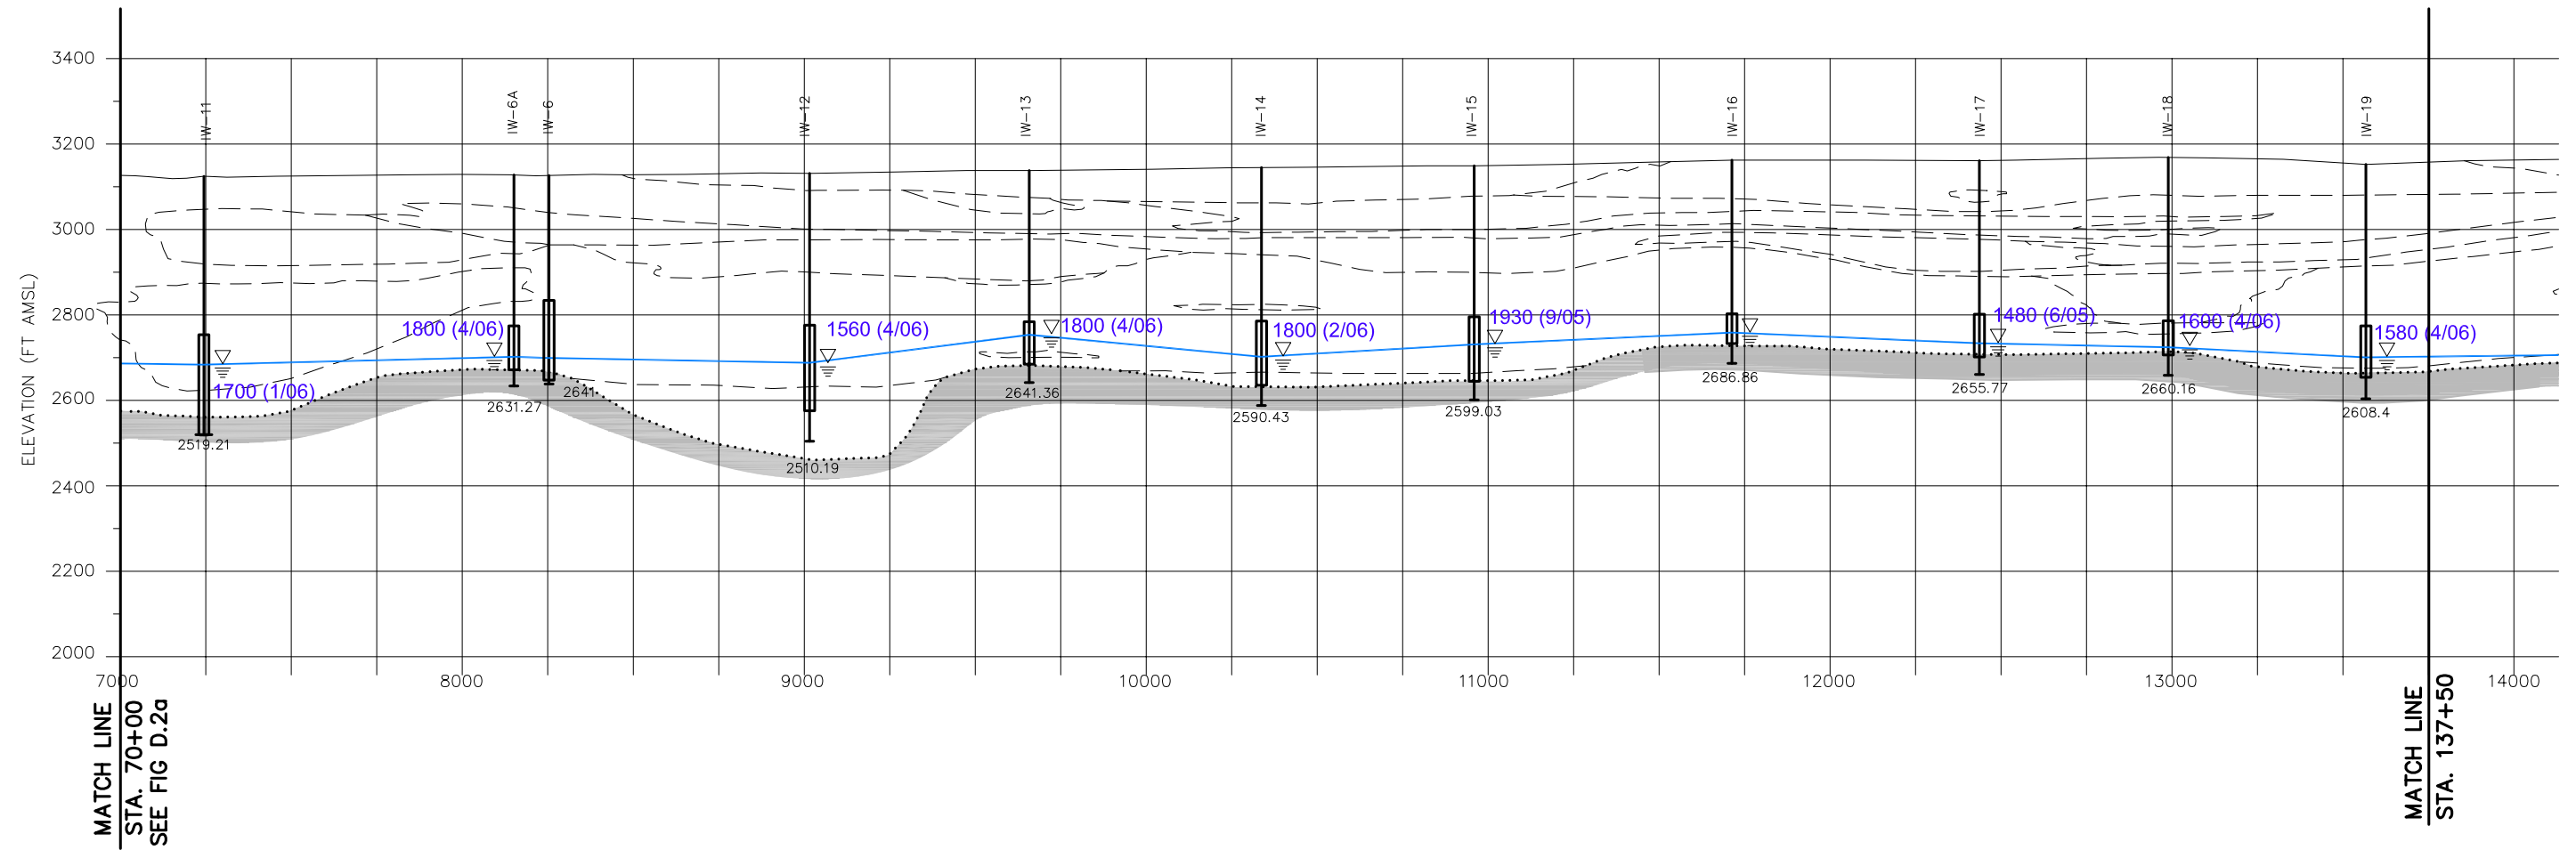 3400
3200
3000
2800
2600
2400
2200
2000
ELEVATION (FT AMSL)
IW-11
IW-6A
IW-6
IW-12
IW-13
IW-14
IW-15
IW-16
IW-17
IW-18
IW-19
1700 (1/06)
1800 (4/06)
1560 (4/06)
1800 (4/06)
1800 (2/06)
1930 (9/05)
1480 (6/05)
1600 (4/06)
1580 (4/06)
2519.21
2631.27
2641
2510.19
2641.36
2590.43
2599.03
2686.86
2655.77
2660.16
2608.4
7000
8000
9000
10000
11000
12000
13000
14000
MATCH LINE
STA. 70+00
SEE FIG D.2a
MATCH LINE
STA. 137+50